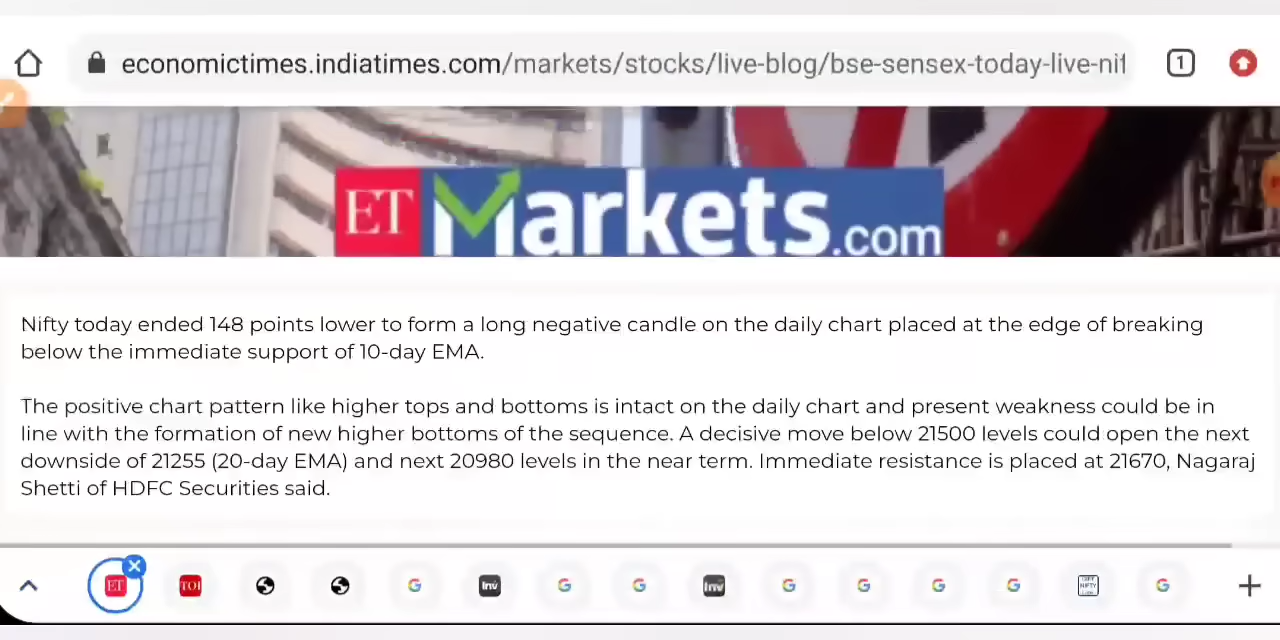 economictimes.indiatimes.com/markets/stocks/live-blog/bse-sensex-today-live-nif
1
ET Markets.com
Nifty today ended 148 points lower to form a long negative candle on the daily chart placed at the edge of breaking
below the immediate support of 10-day EMA.
The positive chart pattern like higher tops and bottoms is intact on the daily chart and present weakness could be in
line with the formation of new higher bottoms of the sequence. A decisive move below 21500 levels could open the next
downside of 21255 (20-day EMA) and next 20980 levels in the near term. Immediate resistance is placed at 21670, Nagaraj
Shetti of HDFC Securities said.
ET TOI G Inv G G Inv G G G G NIFTY G